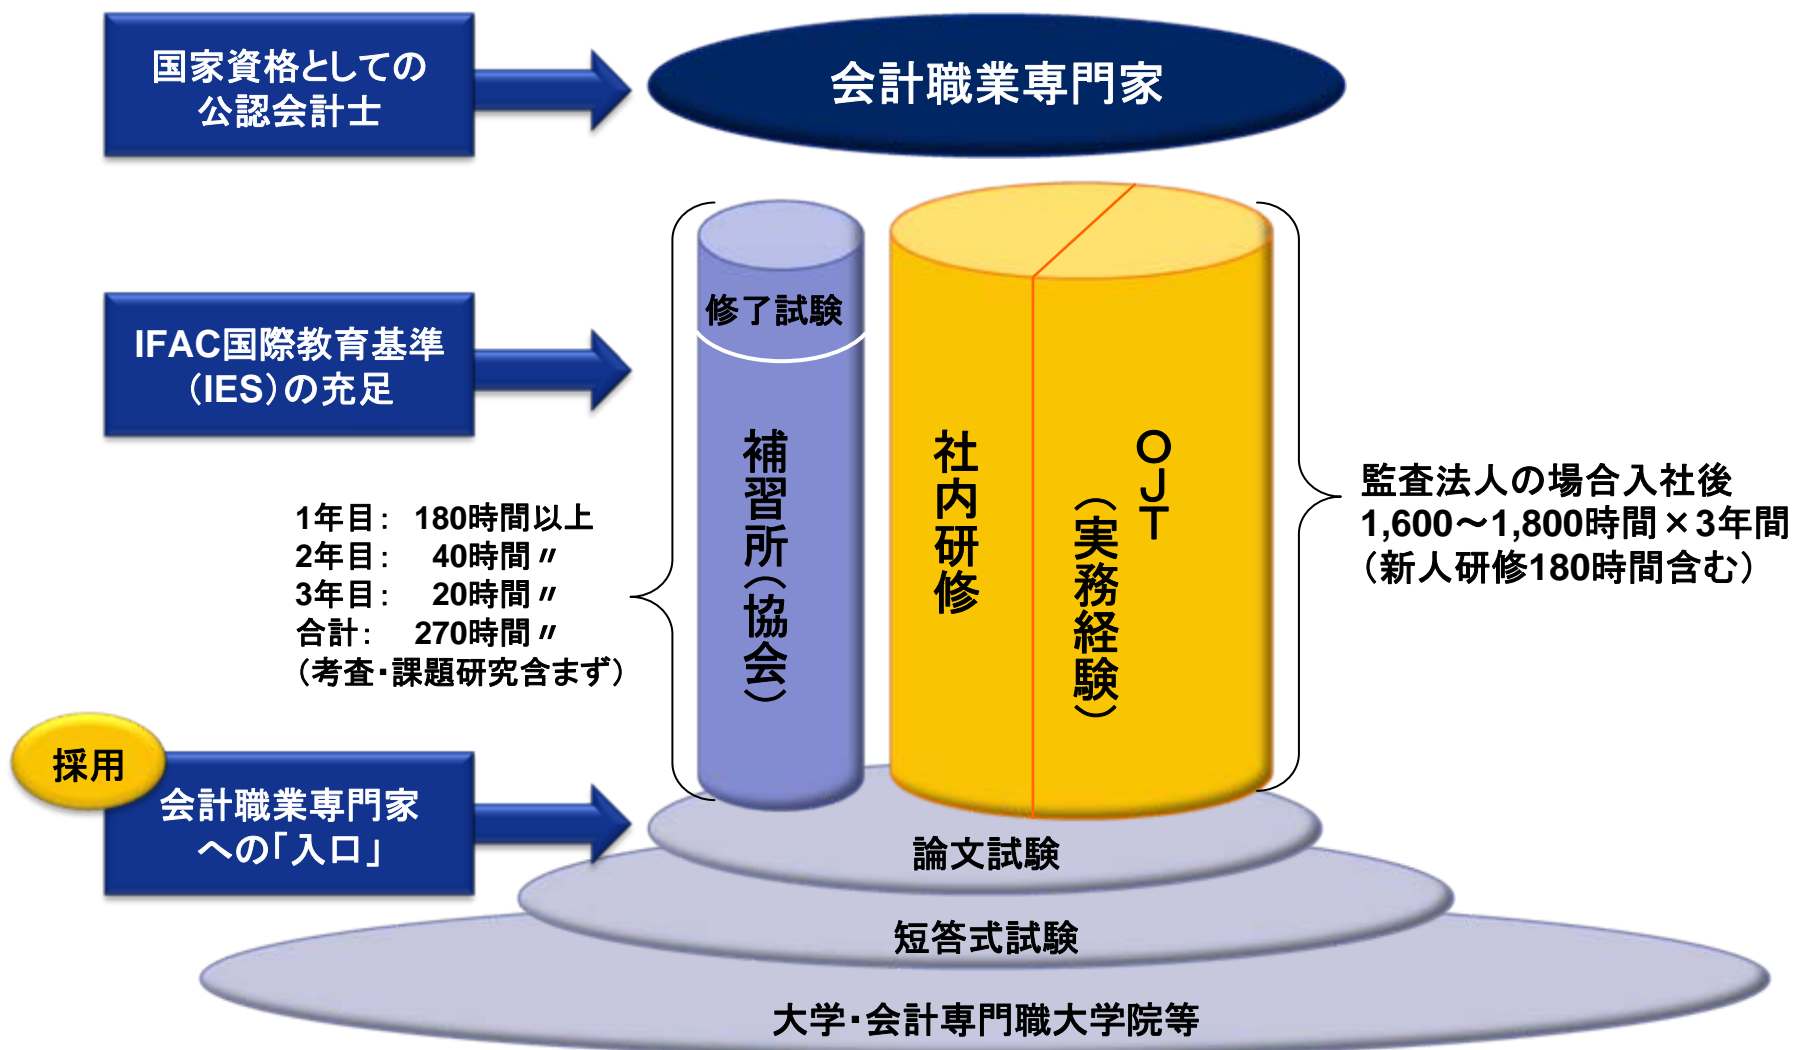 国家資格としての
公認会計士
会計職業専門家
IFAC国際教育基準
（IES）の充足
修了試験
補習所（協会）
社内研修
OJT
（実務経験）
1年目： 180時間以上
2年目： 40時間〃
3年目： 20時間〃
合計： 270時間〃
（考査・課題研究含まず）
監査法人の場合入社後
1,600～1,800時間×3年間
（新人研修180時間含む）
採用
会計職業専門家
への「入口」
論文試験
短答式試験
大学・会計専門職大学院等